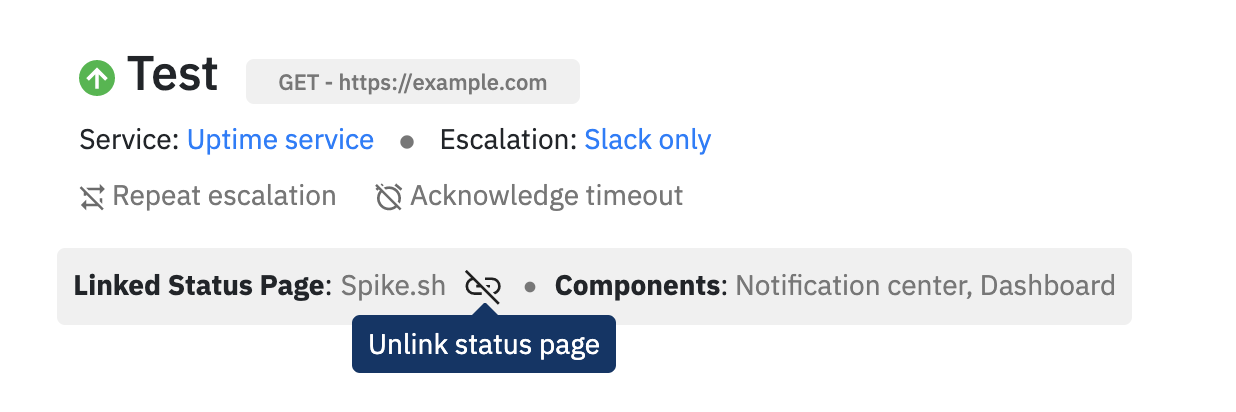 Test GET - https://example.com
Service: Uptime service ● Escalation: Slack only
Repeat escalation Acknowledge timeout
Linked Status Page: Spike.sh ● Components: Notification center, Dashboard
Unlink status page